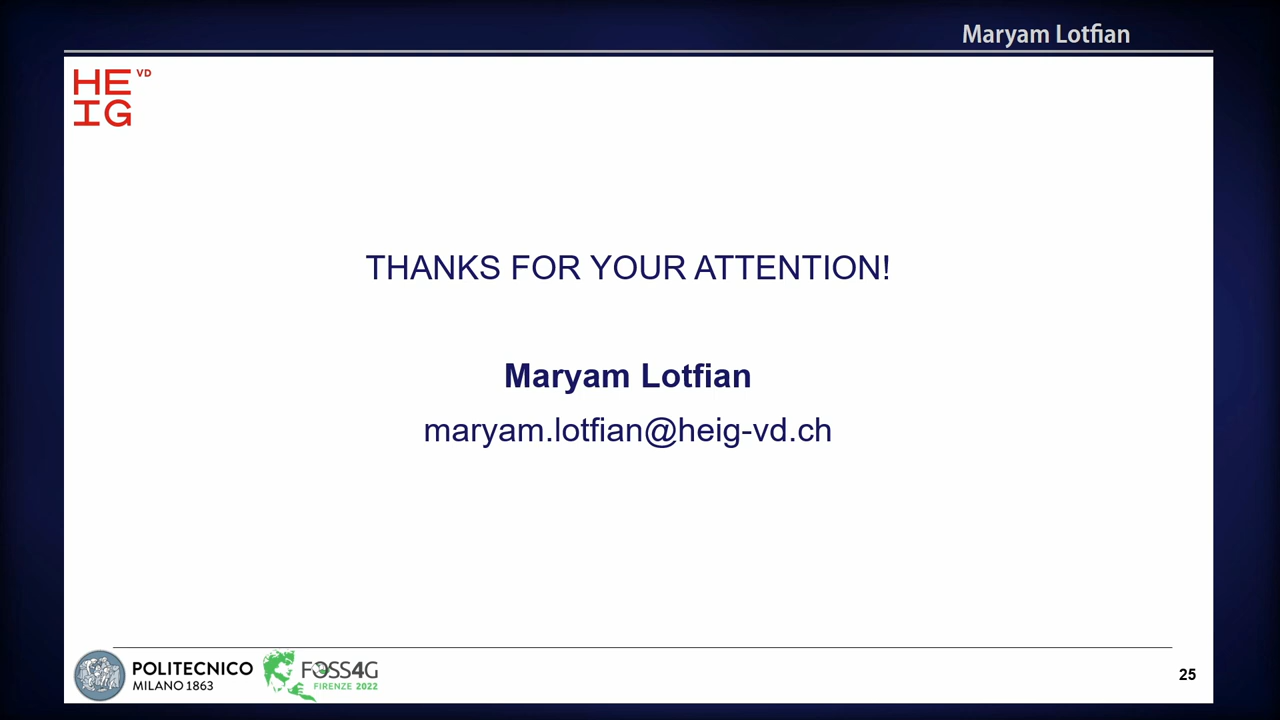 Maryam Lotfian
HE VD
IG
THANKS FOR YOUR ATTENTION!
Maryam Lotfian
maryam.lotfian@heig-vd.ch
POLITECNICO
MILANO 1863
FOSS4G
FIRENZE 2022
25